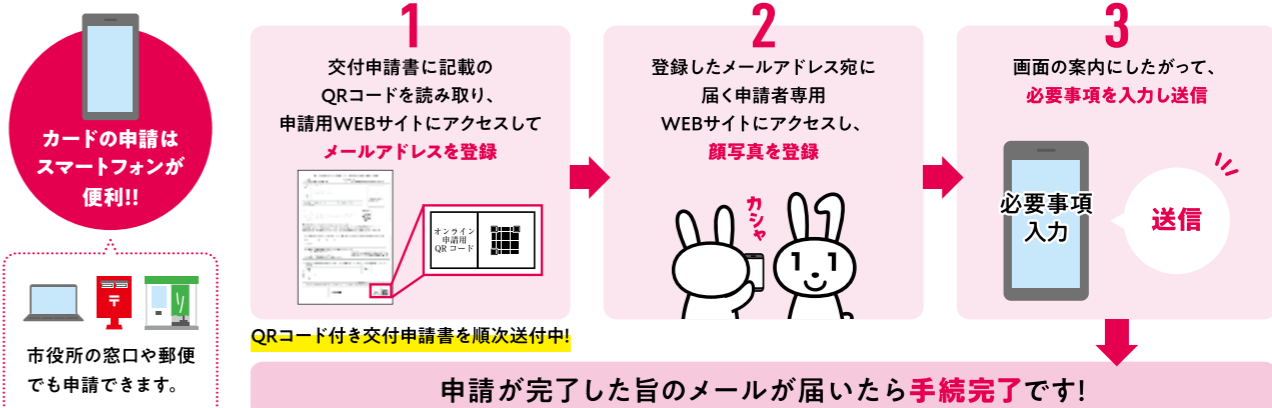 カードの申請は
スマートフォンが
便利!!
市役所の窓口や郵便
でも申請できます。
1
交付申請書に記載の
QRコードを読み取り、
申請用WEBサイトにアクセスして
メールアドレスを登録
オンライン
申請用
QRコード
QRコード付き交付申請書を順次送付中!
2
登録したメールアドレス宛に
届く申請者専用
WEBサイトにアクセスし、
顔写真を登録
カシャ
3
画面の案内にしたがって、
必要事項を入力し送信
必要事項
入力
送信
申請が完了した旨のメールが届いたら手続完了です!